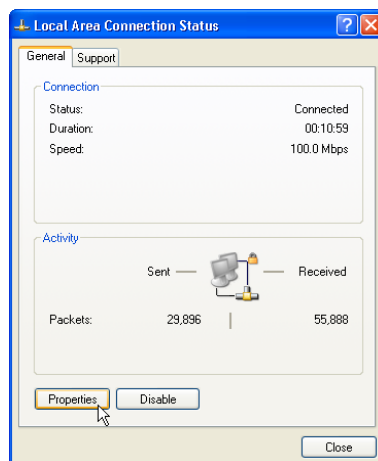 Local Area Connection Status
General Support
Connection
Status: Connected
Duration: 00:10:59
Speed: 100.0 Mbps
Activity
Sent — — Received
Packets: 29,896 | 55,888
Properties Disable
Close